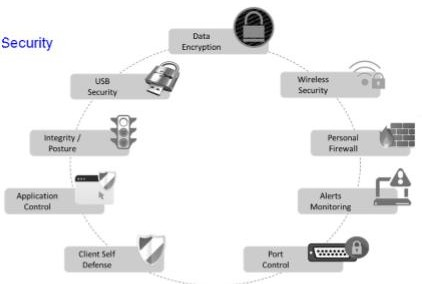 Security
Data
Encryption
USB
Security
Wireless
Security
Integrity /
Posture
Personal
Firewall
Application
Control
Alerts
Monitoring
Client Self
Defense
Port
Control